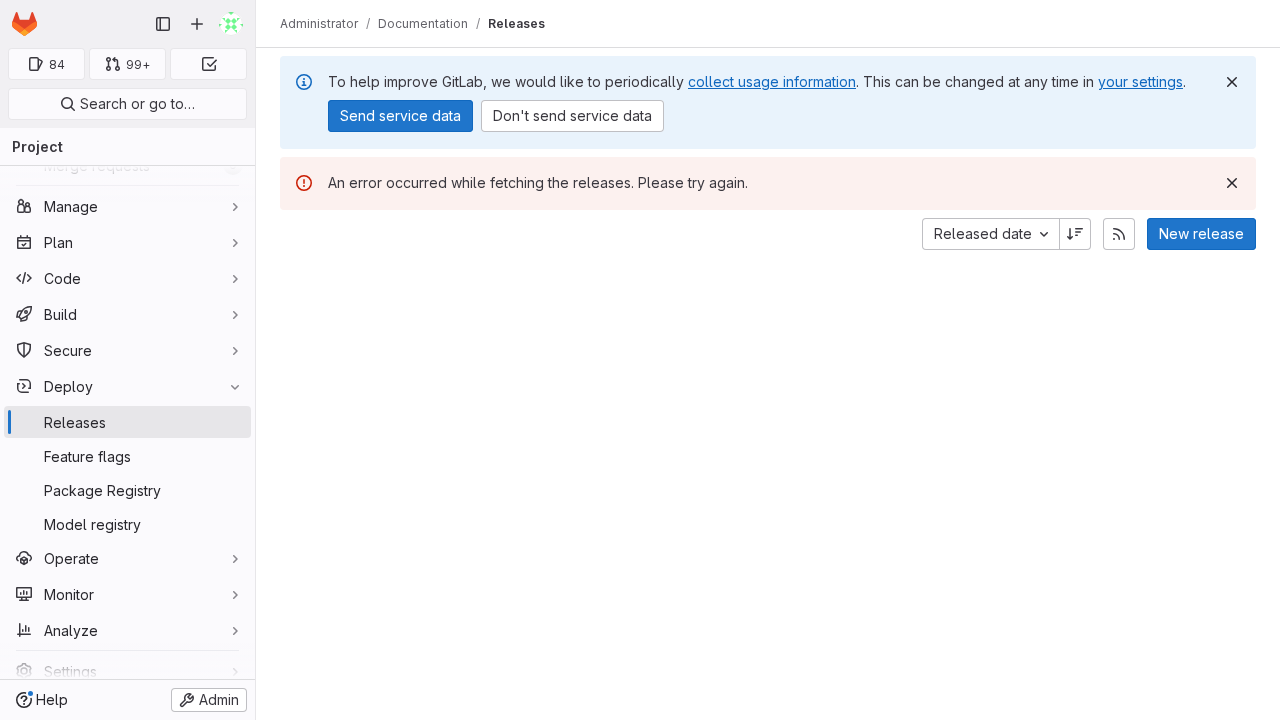 84
99+
Search or go to…
Project
Merge requests
Manage
Plan
Code
Build
Secure
Deploy
Releases
Feature flags
Package Registry
Model registry
Operate
Monitor
Analyze
Settings
Help
Admin
Administrator / Documentation / Releases
To help improve GitLab, we would like to periodically collect usage information. This can be changed at any time in your settings.
Send service data
Don't send service data
An error occurred while fetching the releases. Please try again.
Released date
New release